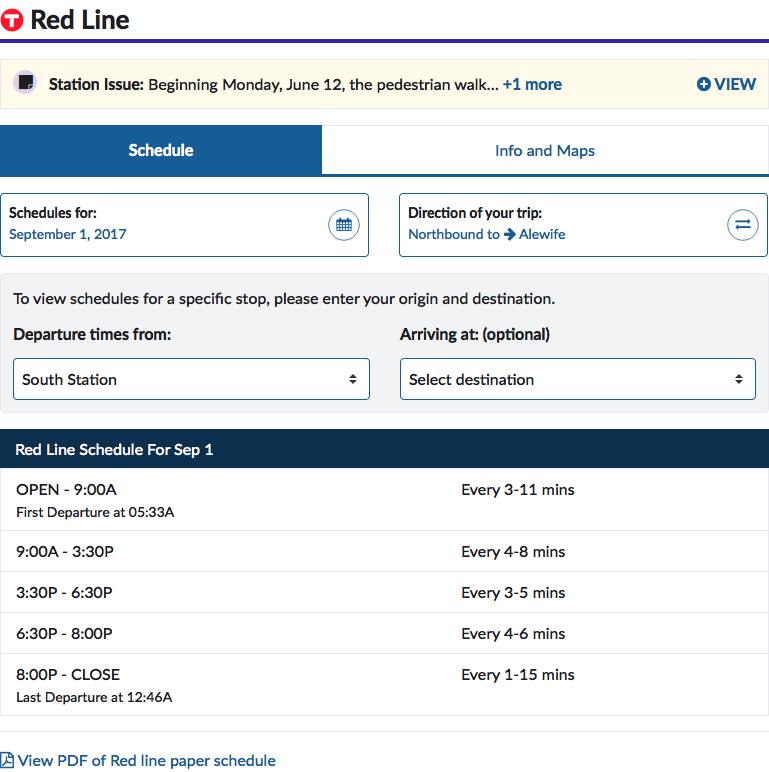 T Red Line
Station Issue: Beginning Monday, June 12, the pedestrian walk... +1 more VIEW
Schedule Info and Maps
Schedules for:
September 1, 2017
Direction of your trip:
Northbound to → Alewife
To view schedules for a specific stop, please enter your origin and destination.
Departure times from: Arriving at: (optional)
South Station Select destination
Red Line Schedule For Sep 1
OPEN - 9:00A Every 3-11 mins
First Departure at 05:33A
9:00A - 3:30P Every 4-8 mins
3:30P - 6:30P Every 3-5 mins
6:30P - 8:00P Every 4-6 mins
8:00P - CLOSE Every 1-15 mins
Last Departure at 12:46A
View PDF of Red line paper schedule